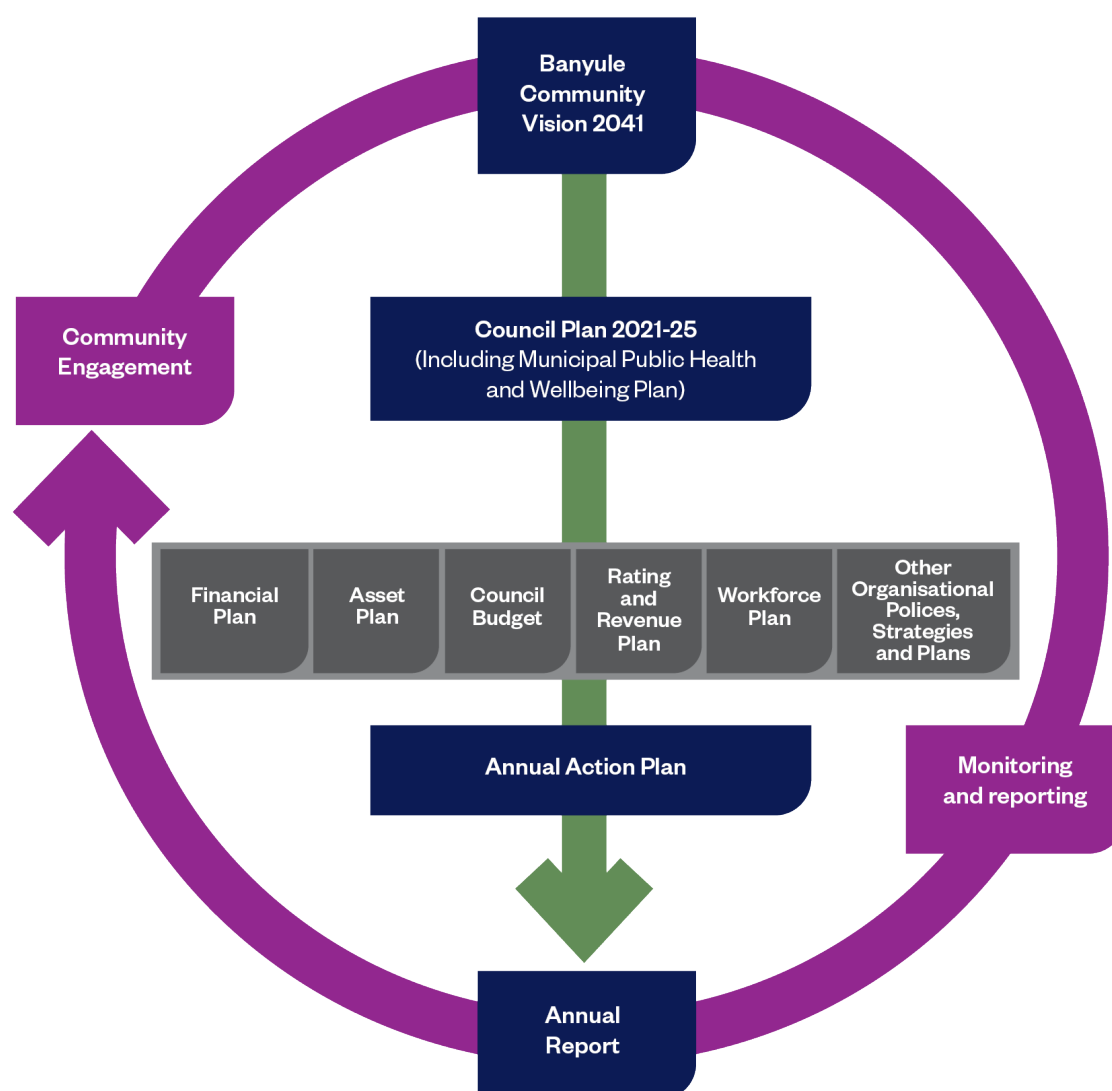 Banyule
Community
Vision 2041
Community
Engagement
Council Plan 2021-25
(Including Municipal Public Health
and Wellbeing Plan)
Financial
Plan
Asset
Plan
Council
Budget
Rating
and
Revenue
Plan
Workforce
Plan
Other
Organisational
Polices,
Strategies
and Plans
Annual Action Plan
Monitoring
and reporting
Annual
Report